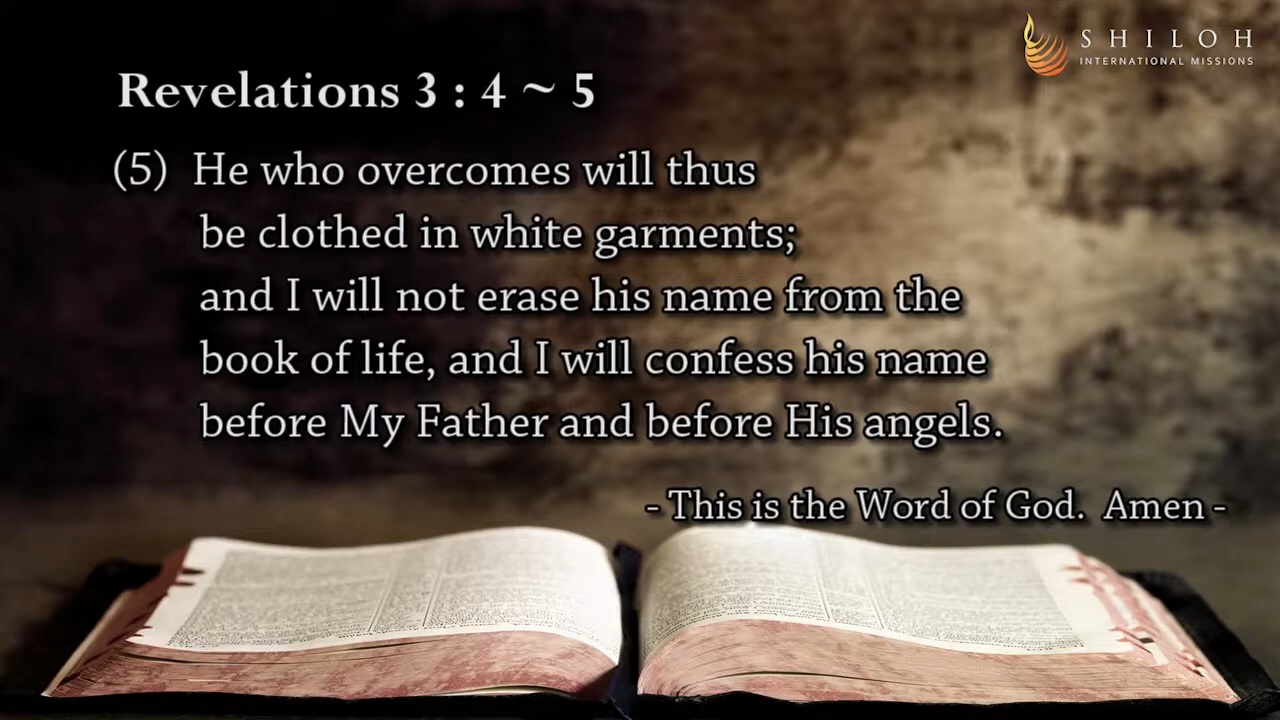 SHILOH
INTERNATIONAL MISSIONS
Revelations 3 : 4 ~ 5
(5) He who overcomes will thus
be clothed in white garments;
and I will not erase his name from the
book of life, and I will confess his name
before My Father and before His angels.
- This is the Word of God. Amen -